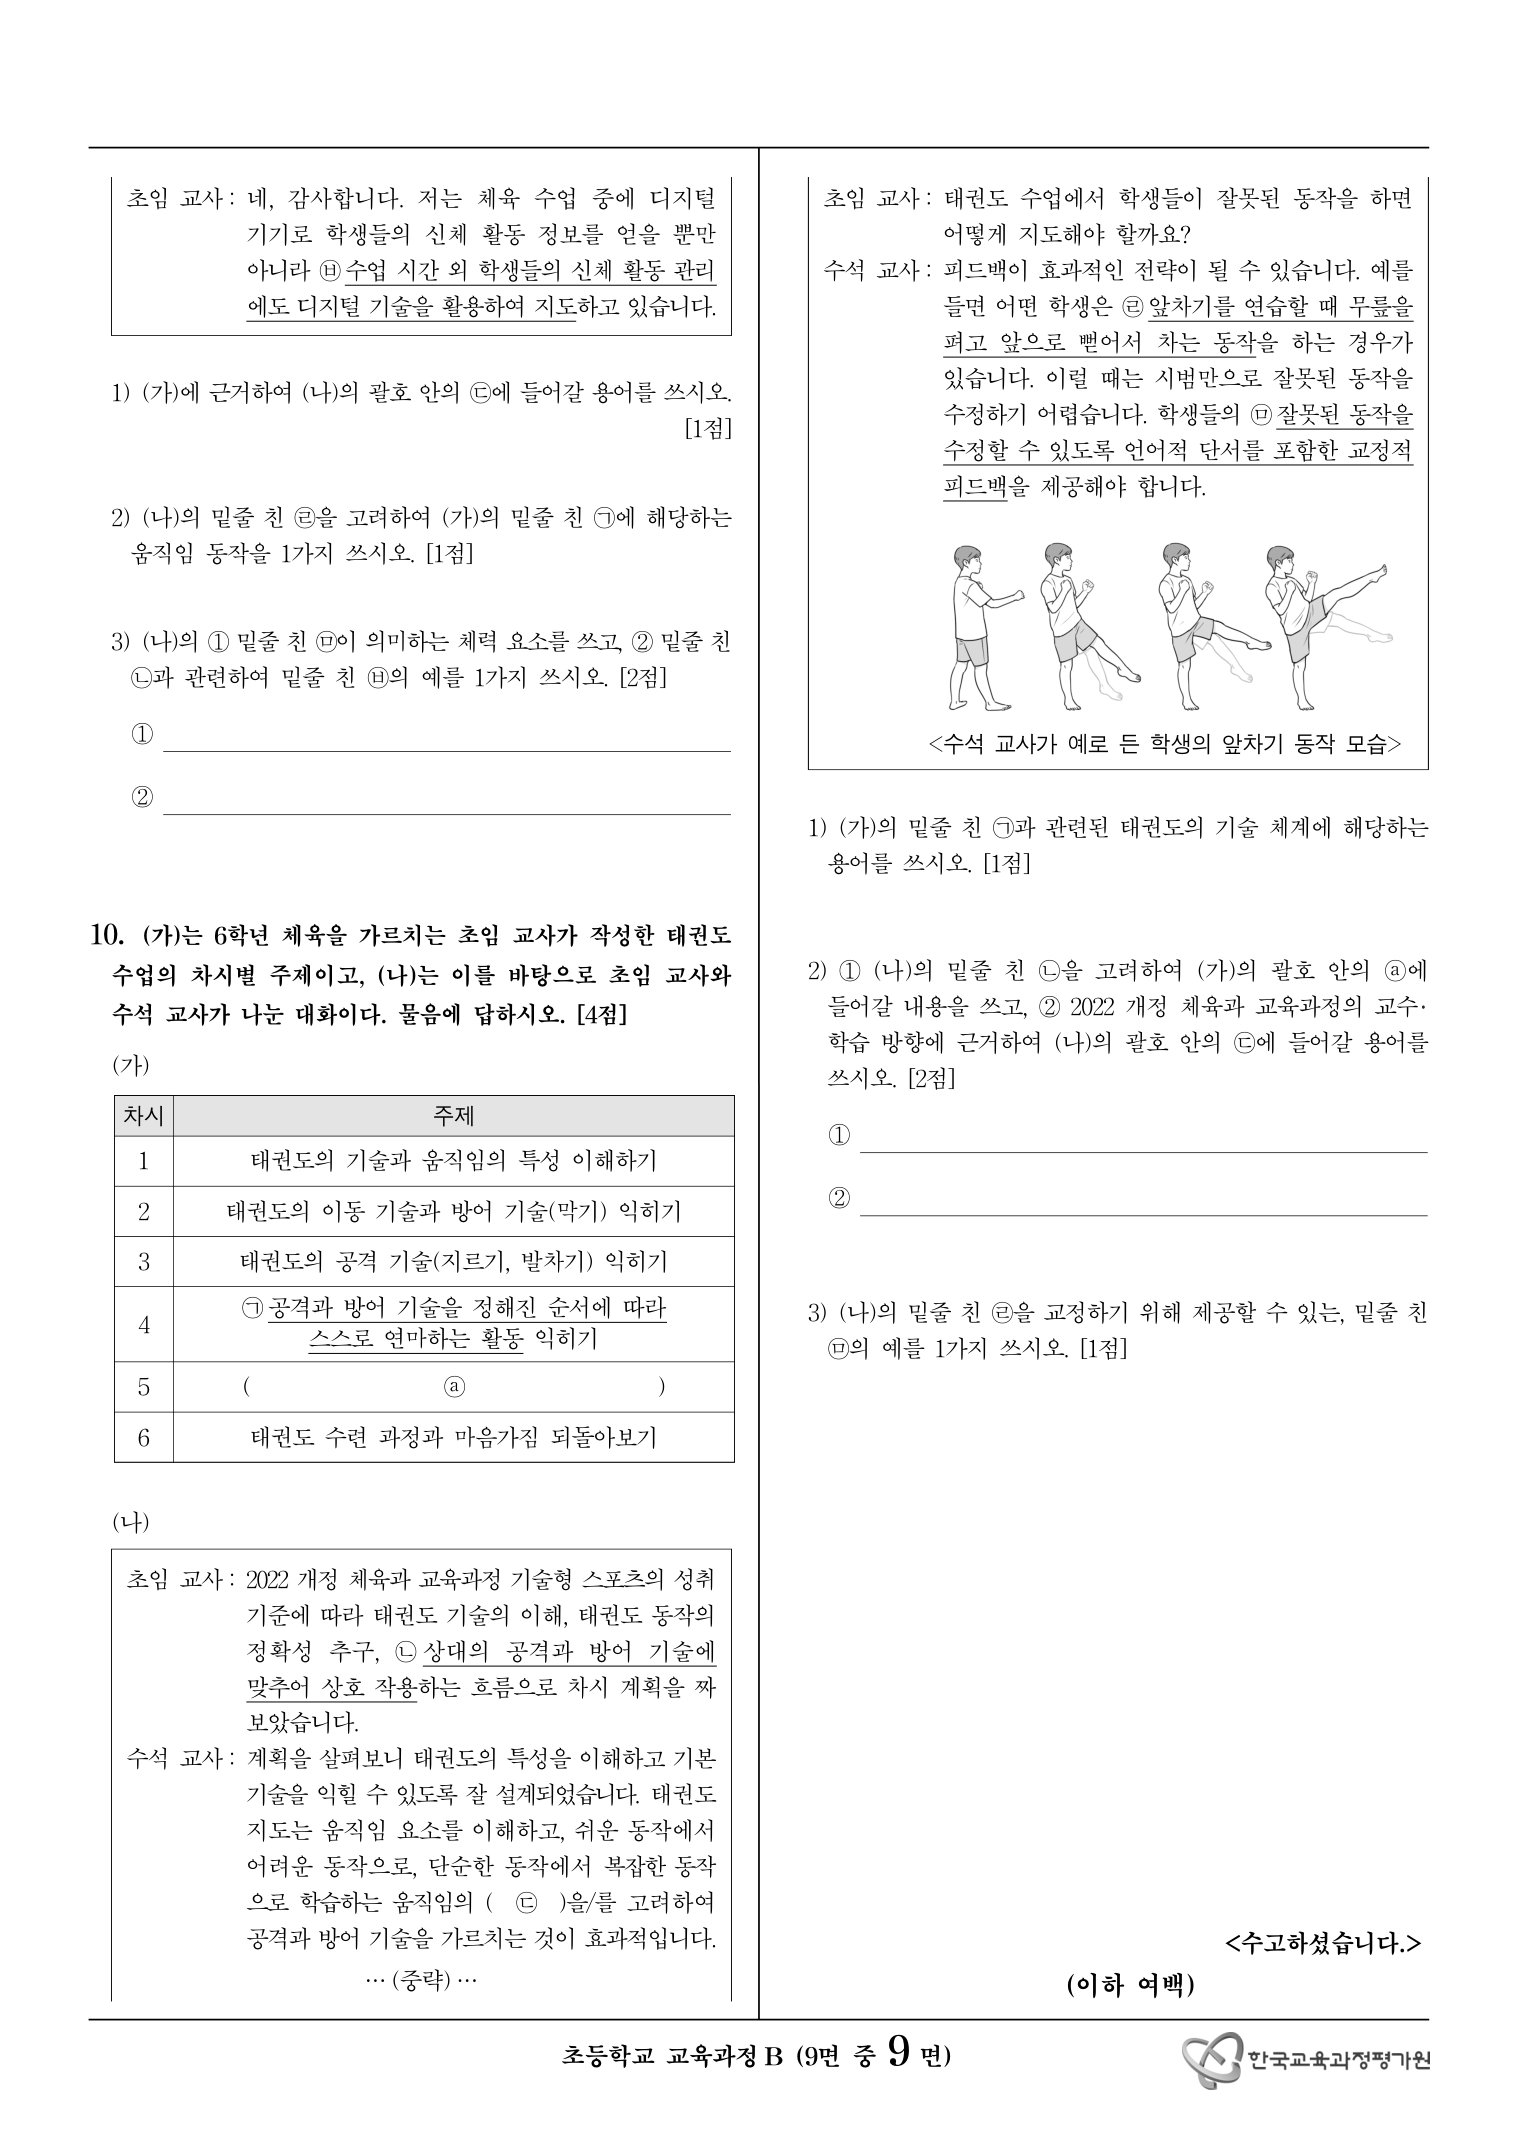 초임 교사 : 네, 감사합니다. 저는 체육 수업 중에 디지털
기기로 학생들의 신체 활동 정보를 얻을 뿐만
아니라 ㉥수업 시간 외 학생들의 신체 활동 관리
에도 디지털 기술을 활용하여 지도하고 있습니다.
1) (가)에 근거하여 (나)의 괄호 안의 ㉢에 들어갈 용어를 쓰시오.
[1점]
2) (나)의 밑줄 친 ㉣을 고려하여 (가)의 밑줄 친 ㉠에 해당하는
움직임 동작을 1가지 쓰시오. [1점]
3) (나)의 ① 밑줄 친 ㉤이 의미하는 체력 요소를 쓰고, ② 밑줄 친
㉡과 관련하여 밑줄 친 ㉥의 예를 1가지 쓰시오. [2점]
①
②
10. (가)는 6학년 체육을 가르치는 초임 교사가 작성한 태권도
수업의 차시별 주제이고, (나)는 이를 바탕으로 초임 교사와
수석 교사가 나눈 대화이다. 물음에 답하시오. [4점]
(가)
차시 주제
1 태권도의 기술과 움직임의 특성 이해하기
2 태권도의 이동 기술과 방어 기술(막기) 익히기
3 태권도의 공격 기술(지르기, 발차기) 익히기
4 ㉠공격과 방어 기술을 정해진 순서에 따라
스스로 연마하는 활동 익히기
5 ( ⓐ )
6 태권도 수련 과정과 마음가짐 되돌아보기
(나)
초임 교사 : 2022 개정 체육과 교육과정 기술형 스포츠의 성취
기준에 따라 태권도 기술의 이해, 태권도 동작의
정확성 추구, ㉡상대의 공격과 방어 기술에
맞추어 상호 작용하는 흐름으로 차시 계획을 짜
보았습니다.
수석 교사 : 계획을 살펴보니 태권도의 특성을 이해하고 기본
기술을 익힐 수 있도록 잘 설계되었습니다. 태권도
지도는 움직임 요소를 이해하고, 쉬운 동작에서
어려운 동작으로, 단순한 동작에서 복잡한 동작
으로 학습하는 움직임의 ( ㉢ )을/를 고려하여
공격과 방어 기술을 가르치는 것이 효과적입니다.
… (중략) …
초임 교사 : 태권도 수업에서 학생들이 잘못된 동작을 하면
어떻게 지도해야 할까요?
수석 교사 : 피드백이 효과적인 전략이 될 수 있습니다. 예를
들면 어떤 학생은 ㉣앞차기를 연습할 때 무릎을
펴고 앞으로 뻗어서 차는 동작을 하는 경우가
있습니다. 이럴 때는 시범만으로 잘못된 동작을
수정하기 어렵습니다. 학생들의 ㉤잘못된 동작을
수정할 수 있도록 언어적 단서를 포함한 교정적
피드백을 제공해야 합니다.
<수석 교사가 예로 든 학생의 앞차기 동작 모습>
1) (가)의 밑줄 친 ㉠과 관련된 태권도의 기술 체계에 해당하는
용어를 쓰시오. [1점]
2) ① (나)의 밑줄 친 ㉡을 고려하여 (가)의 괄호 안의 ⓐ에
들어갈 내용을 쓰고, ② 2022 개정 체육과 교육과정의 교수·
학습 방향에 근거하여 (나)의 괄호 안의 ㉢에 들어갈 용어를
쓰시오. [2점]
①
②
3) (나)의 밑줄 친 ㉣을 교정하기 위해 제공할 수 있는, 밑줄 친
㉤의 예를 1가지 쓰시오. [1점]
<수고하셨습니다.>
(이하 여백)
초등학교 교육과정 B (9면 중 9 면)
한국교육과정평가원